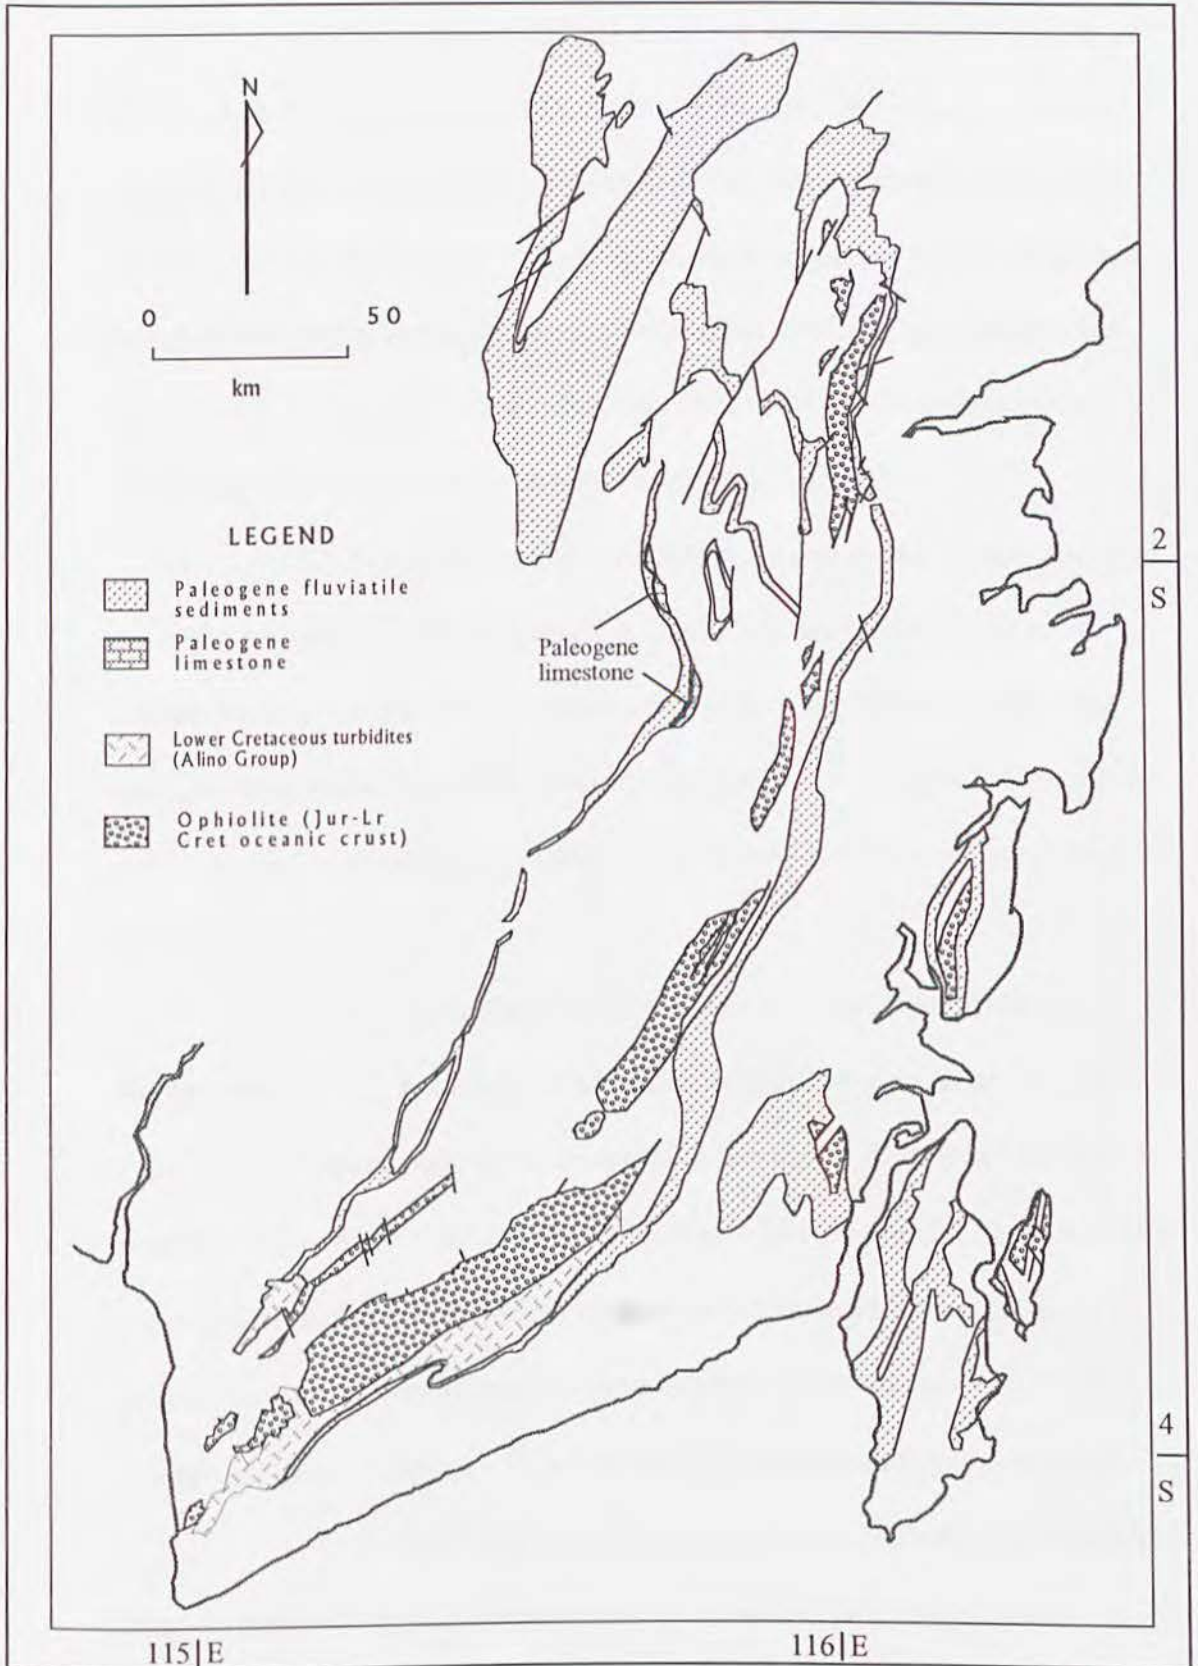 N
0 50
km
LEGEND
Paleogene fluviatile
sediments
Paleogene
limestone
Lower Cretaceous turbidites
(Alino Group)
Ophiolite (Jur-Lr
Cret oceanic crust)
Paleogene
limestone
2
S
4
S
115|E
116|E